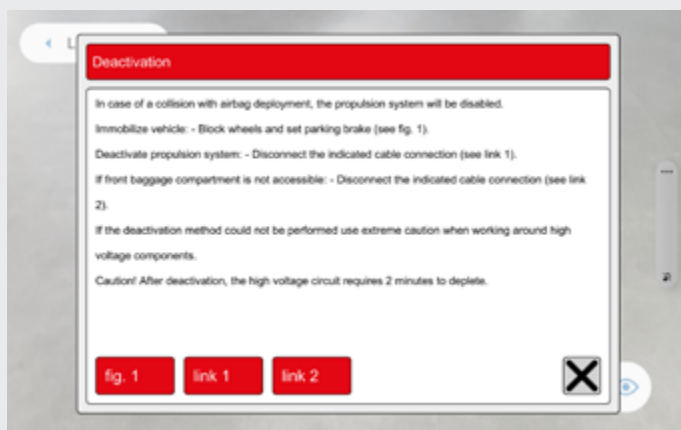 L
Deactivation
In case of a collision with airbag deployment, the propulsion system will be disabled.
Immobilize vehicle: - Block wheels and set parking brake (see fig. 1).
Deactivate propulsion system: - Disconnect the indicated cable connection (see link 1).
If front baggage compartment is not accessible: - Disconnect the indicated cable connection (see link
2).
If the deactivation method could not be performed use extreme caution when working around high
voltage components.
Caution! After deactivation, the high voltage circuit requires 2 minutes to deplete.
fig. 1
link 1
link 2